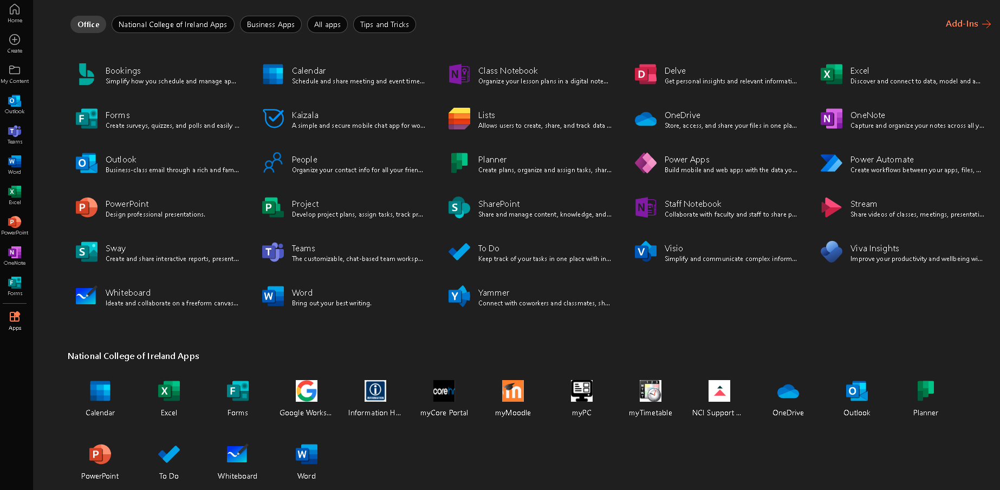 Home
Create
My Content
Outlook
Teams
Word
Excel
PowerPoint
OneNote
Forms
Apps
Office
National College of Ireland Apps
Business Apps
All apps
Tips and Tricks
Add-Ins
Bookings
Simplify how you schedule and manage ap...
Calendar
Schedule and share meeting and event time...
Class Notebook
Organize your lesson plans in a digital note...
Delve
Get personal insights and relevant informati...
Excel
Discover and connect to data, model and a...
Forms
Create surveys, quizzes, and polls and easily ...
Kaizala
A simple and secure mobile chat app for wo...
Lists
Allows users to create, share, and track data ...
OneDrive
Store, access, and share your files in one pla...
OneNote
Capture and organize your notes across all y...
Outlook
Business-class email through a rich and fam...
People
Organize your contact info for all your frien...
Planner
Create plans, organize and assign tasks, shar...
Power Apps
Build mobile and web apps with the data yo...
Power Automate
Create workflows between your apps, files, ...
PowerPoint
Design professional presentations.
Project
Develop project plans, assign tasks, track pr...
SharePoint
Share and manage content, knowledge, and...
Staff Notebook
Collaborate with faculty and staff to share p...
Stream
Share videos of classes, meetings, presentati...
Sway
Create and share interactive reports, present...
Teams
The customizable, chat-based team worksp...
To Do
Keep track of your tasks in one place with in...
Visio
Simplify and communicate complex inform...
Viva Insights
Improve your productivity and wellbeing wi...
Whiteboard
Ideate and collaborate on a freeform canvas...
Word
Bring out your best writing.
Yammer
Connect with coworkers and classmates, sh...
National College of Ireland Apps
Calendar
Excel
Forms
Google Works...
INFORMATION
Information H...
corehr
myCore Portal
myMoodle
myPC
myTimetable
NCI Support ...
OneDrive
Outlook
Planner
PowerPoint
To Do
Whiteboard
Word